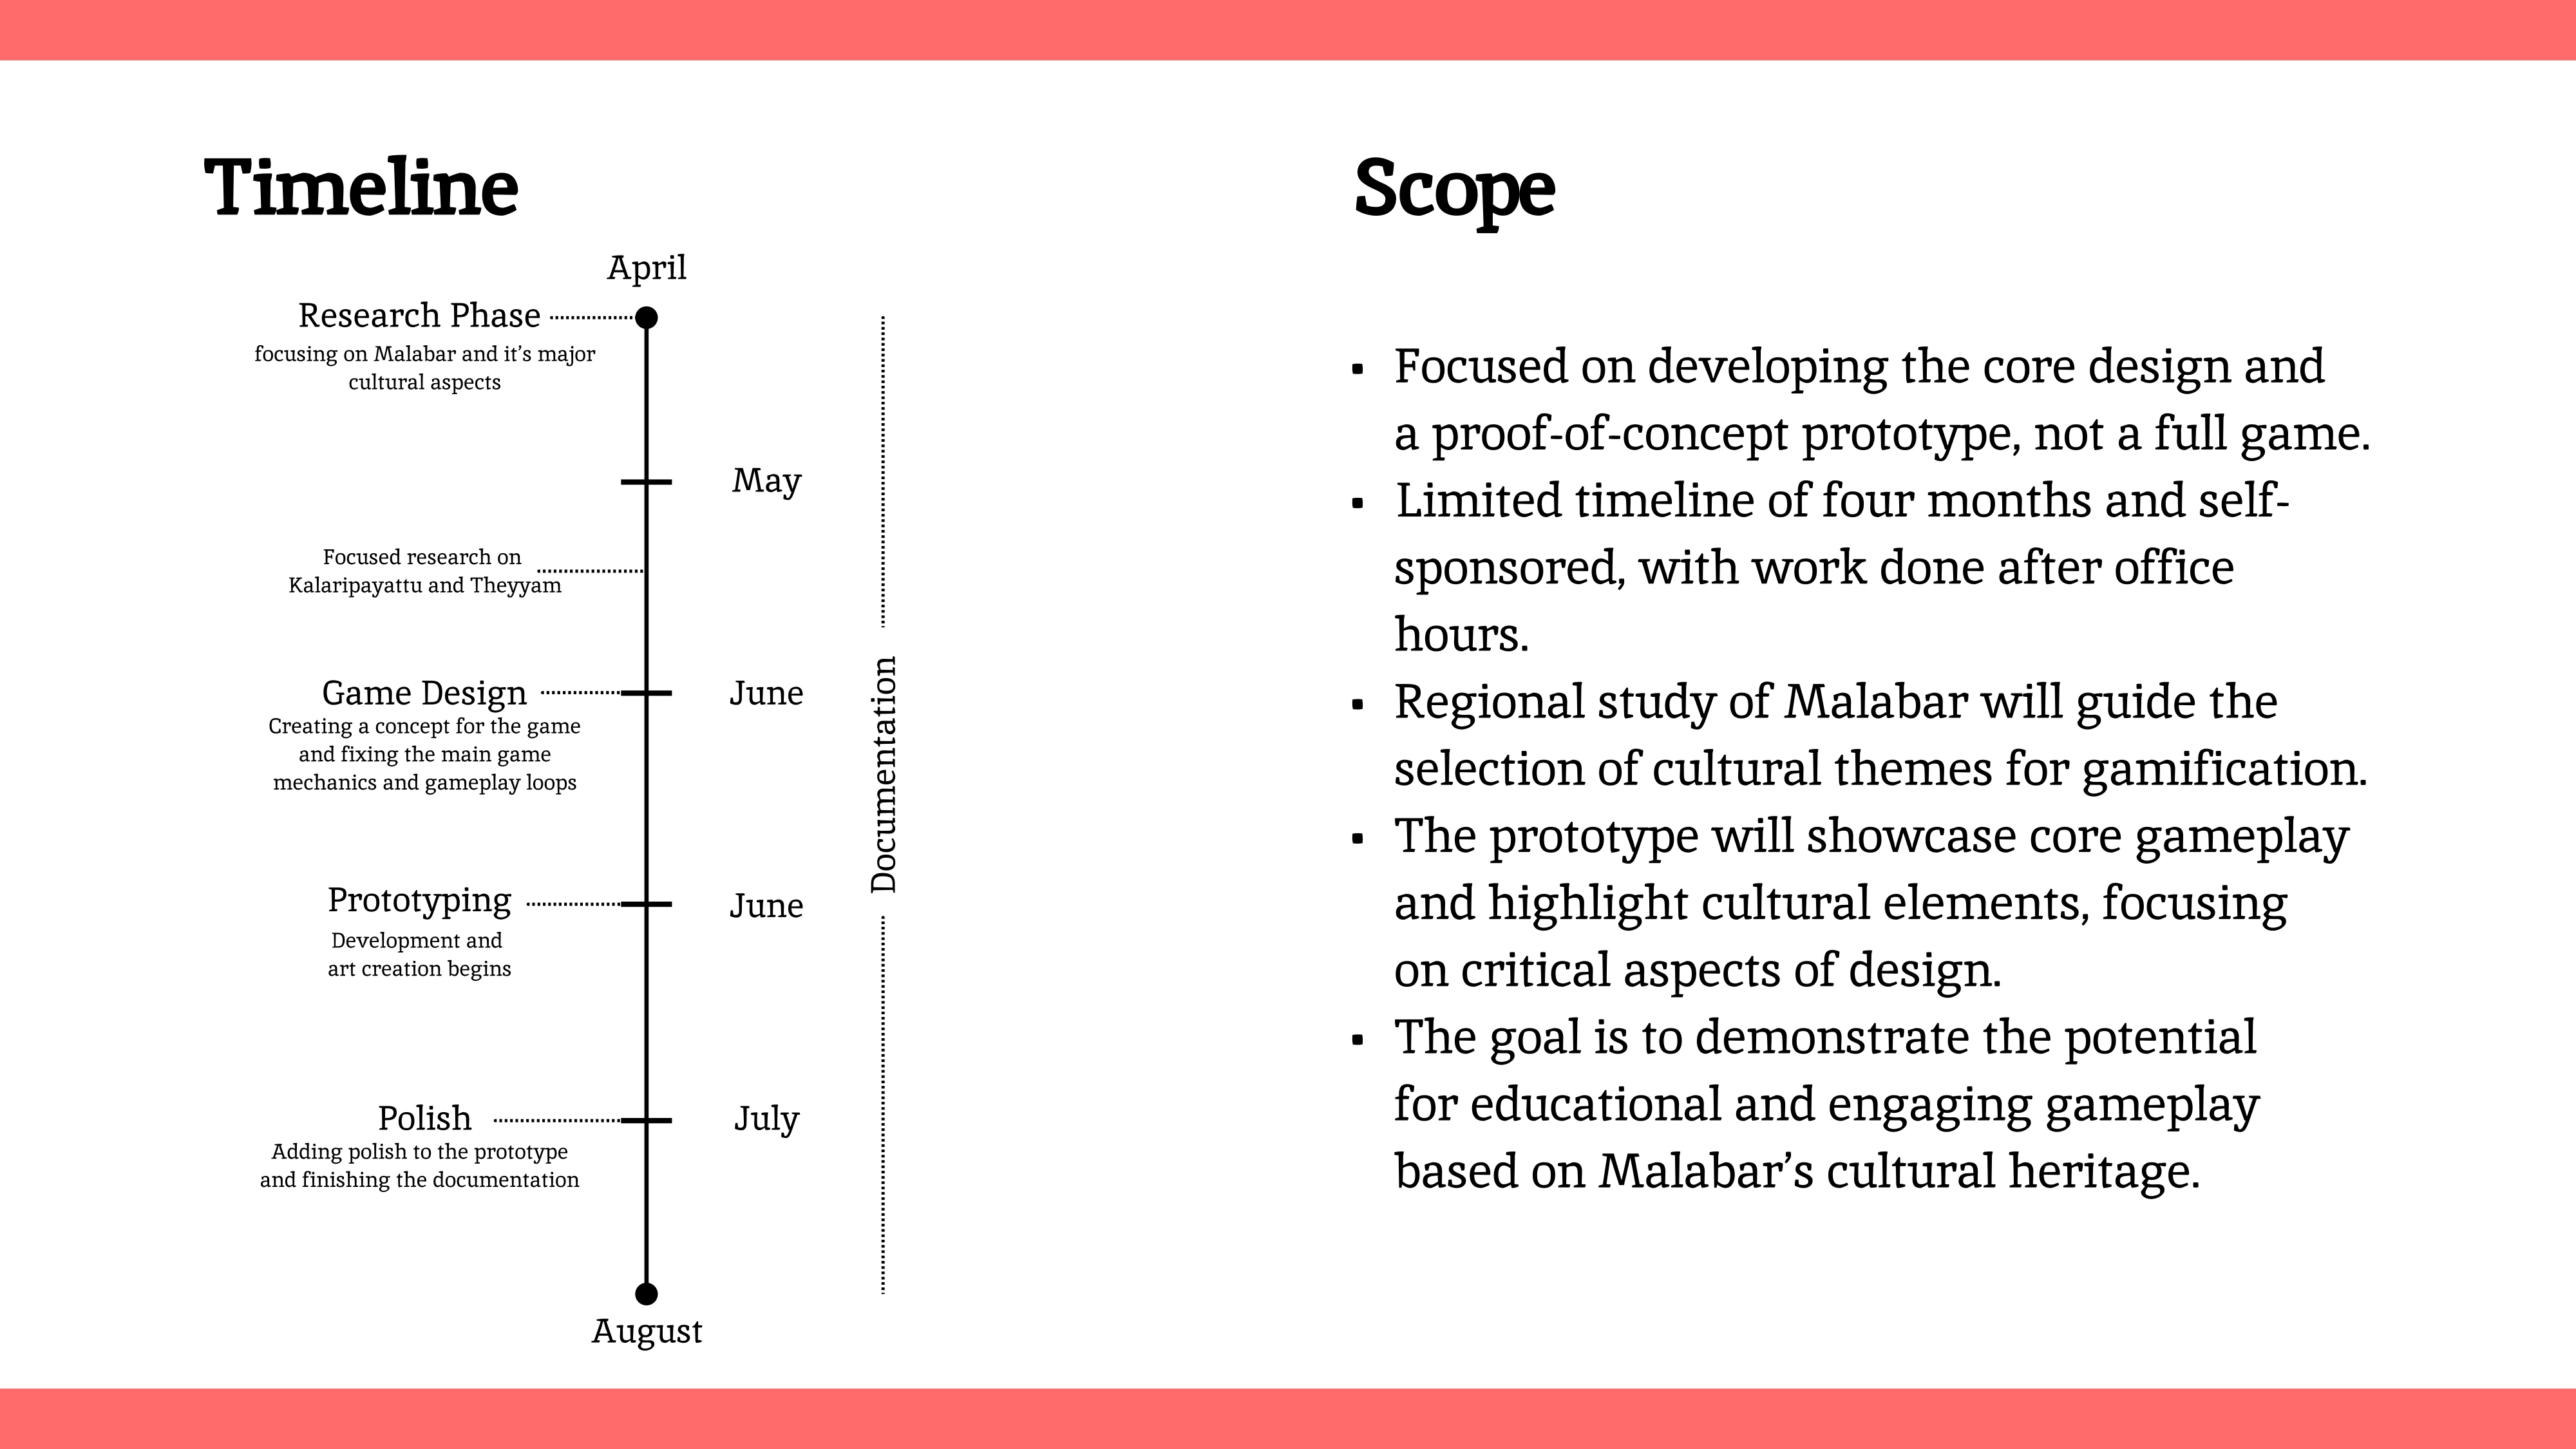 Timeline
April
Research Phase
focusing on Malabar and it’s major
cultural aspects
May
Focused research on
Kalaripayattu and Theyyam
Game Design
June
Creating a concept for the game
and fixing the main game
mechanics and gameplay loops
Prototyping
June
Development and
art creation begins
Polish
July
Adding polish to the prototype
and finishing the documentation
August
Documentation
Scope
▪ Focused on developing the core design and
a proof-of-concept prototype, not a full game.
▪ Limited timeline of four months and self-
sponsored, with work done after office
hours.
▪ Regional study of Malabar will guide the
selection of cultural themes for gamification.
▪ The prototype will showcase core gameplay
and highlight cultural elements, focusing
on critical aspects of design.
▪ The goal is to demonstrate the potential
for educational and engaging gameplay
based on Malabar’s cultural heritage.